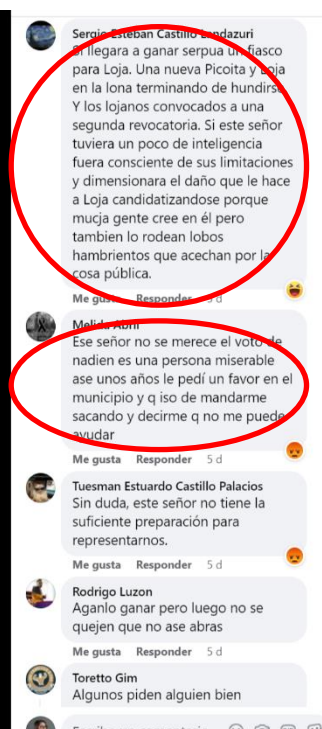 Sergio Esteban Castillo Landazuri
Si llegara a ganar serpua un fiasco
para Loja. Una nueva Picoita y Loja
en la lona terminando de hundirse
Y los lojanos convocados a una
segunda revocatoria. Si este señor
tuviera un poco de inteligencia
fuera consciente de sus limitaciones
y dimensionara el daño que le hace
a Loja candidatizandose porque
mucja gente cree en él pero
tambien lo rodean lobos
hambrientos que acechan por la
cosa pública.
Me gusta Responder 5 d
Melida Abril
Ese señor no se merece el voto de
nadien es una persona miserable
ase unos años le pedí un favor en el
municipio y q iso de mandarme
sacando y decirme q no me puede
ayudar
Me gusta Responder 5 d
Tuesman Estuardo Castillo Palacios
Sin duda, este señor no tiene la
suficiente preparación para
representarnos.
Me gusta Responder 5 d
Rodrigo Luzon
Aganlo ganar pero luego no se
quejen que no ase abras
Me gusta Responder 5 d
Toretto Gim
Algunos piden alguien bien